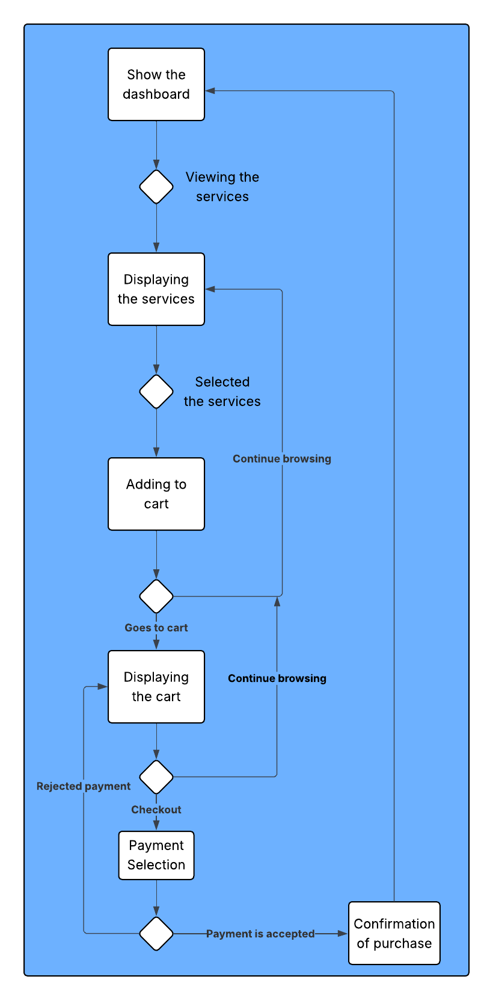 Show the
dashboard
Viewing the
services
Displaying
the services
Selected
the services
Continue browsing
Adding to
cart
Goes to cart
Displaying
the cart
Continue browsing
Rejected payment
Checkout
Payment
Selection
Payment is accepted
Confirmation
of purchase